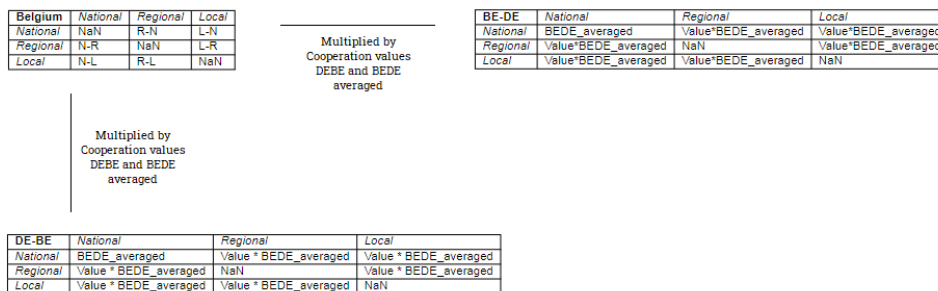 Belgium National Regional Local
National NaN R-N L-N
Regional N-R NaN L-R
Local N-L R-L NaN
Multiplied by
Cooperation values
DEBE and BEDE
averaged
BE-DE National Regional Local
National BEDE_averaged Value*BEDE_averaged Value*BEDE_averaged
Regional Value*BEDE_averaged NaN Value*BEDE_averaged
Local Value*BEDE_averaged Value*BEDE_averaged NaN
Multiplied by
Cooperation values
DEBE and BEDE
averaged
DE-BE National Regional Local
National BEDE_averaged Value * BEDE_averaged Value * BEDE_averaged
Regional Value * BEDE_averaged NaN Value * BEDE_averaged
Local Value * BEDE_averaged Value * BEDE_averaged NaN